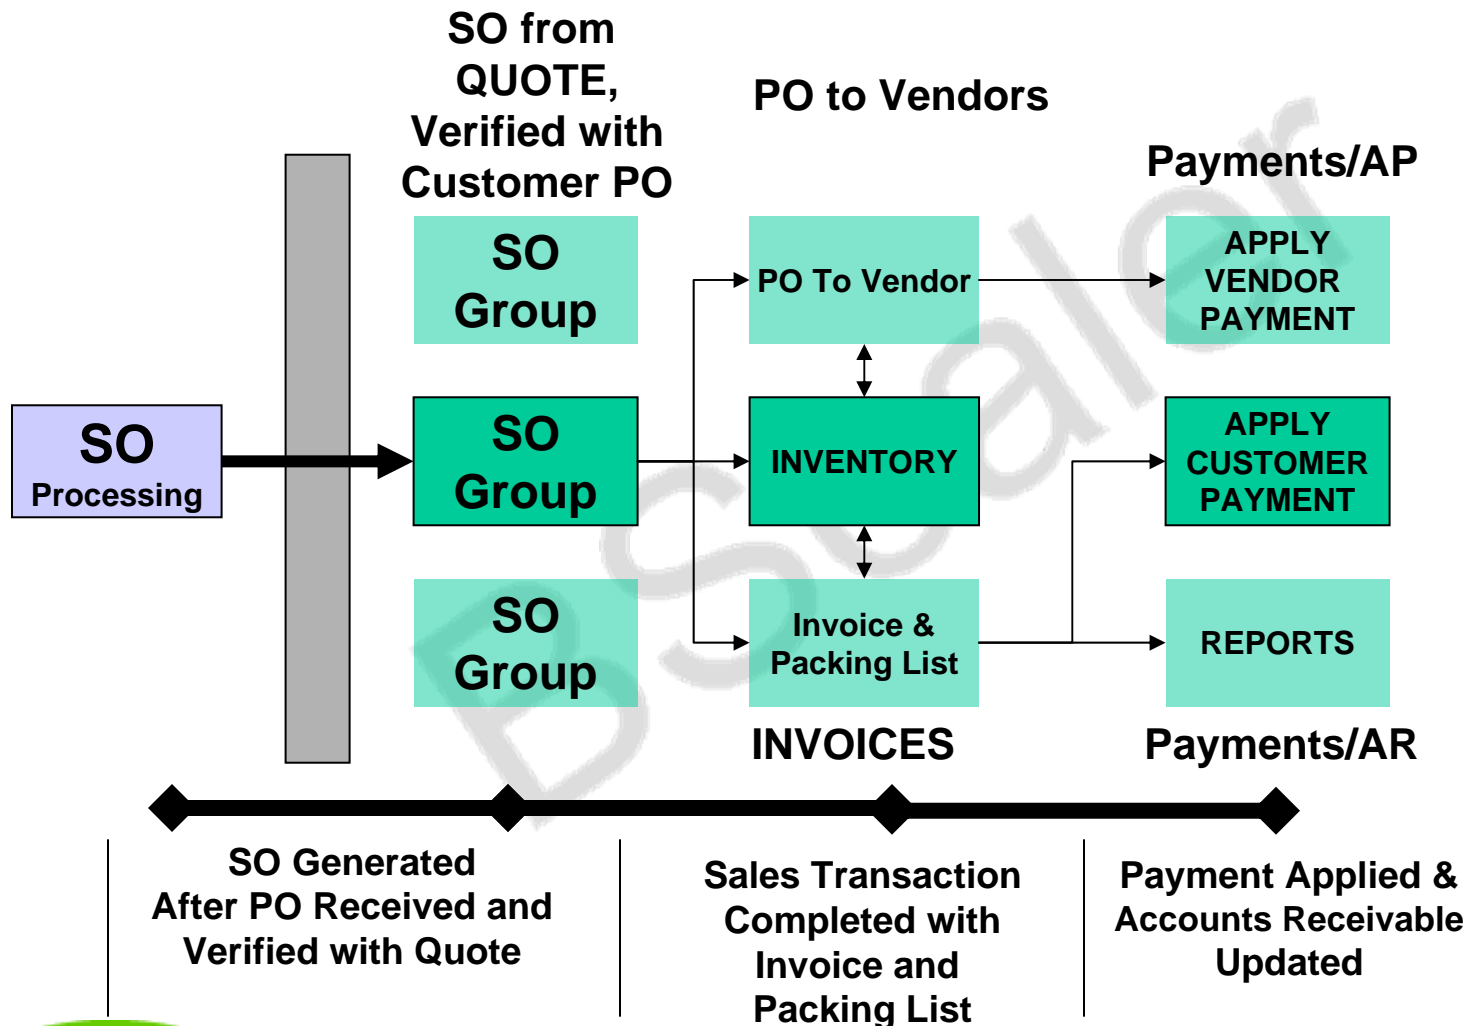 SO from
QUOTE,
Verified with
Customer PO
PO to Vendors
Payments/AP
SO
Group
PO To Vendor
APPLY
VENDOR
PAYMENT
SO
Processing
SO
Group
INVENTORY
APPLY
CUSTOMER
PAYMENT
SO
Group
Invoice &
Packing List
REPORTS
INVOICES
Payments/AR
BScaler
SO Generated
After PO Received and
Verified with Quote
Sales Transaction
Completed with
Invoice and
Packing List
Payment Applied &
Accounts Receivable
Updated